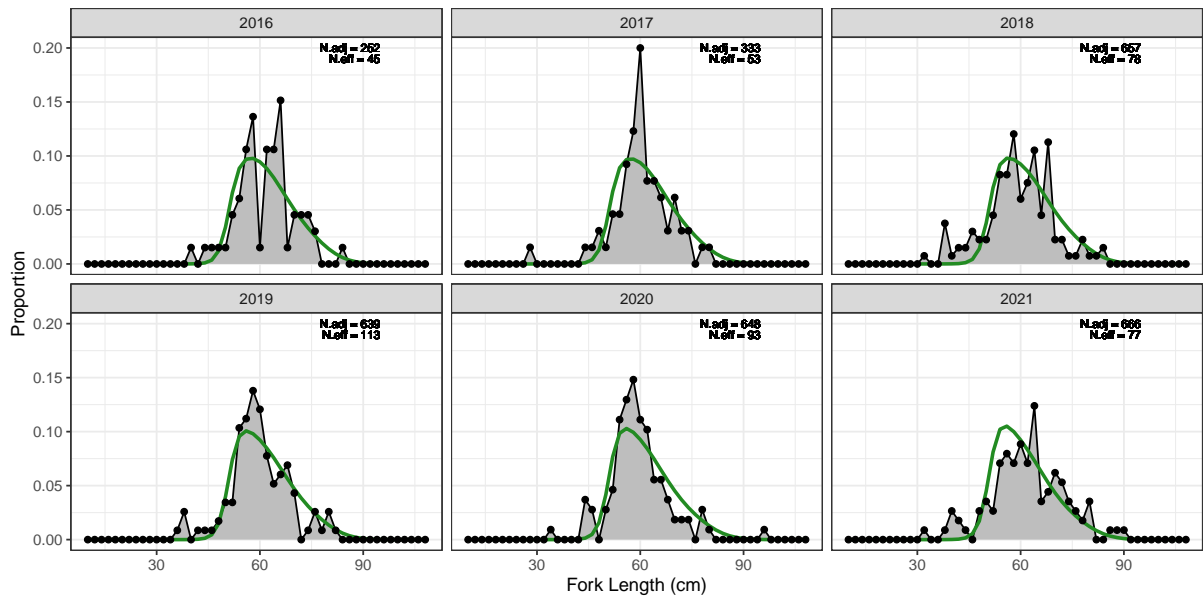 2016
2017
2018
N.adj = 252
N.eff = 45
N.adj = 333
N.eff = 53
N.adj = 657
N.eff = 78
0.20
0.15
0.10
0.05
0.00
2019
2020
2021
N.adj = 639
N.eff = 113
N.adj = 648
N.eff = 93
N.adj = 666
N.eff = 77
0.20
0.15
0.10
0.05
0.00
30 60 90
30 60 90
30 60 90
Proportion
Fork Length (cm)